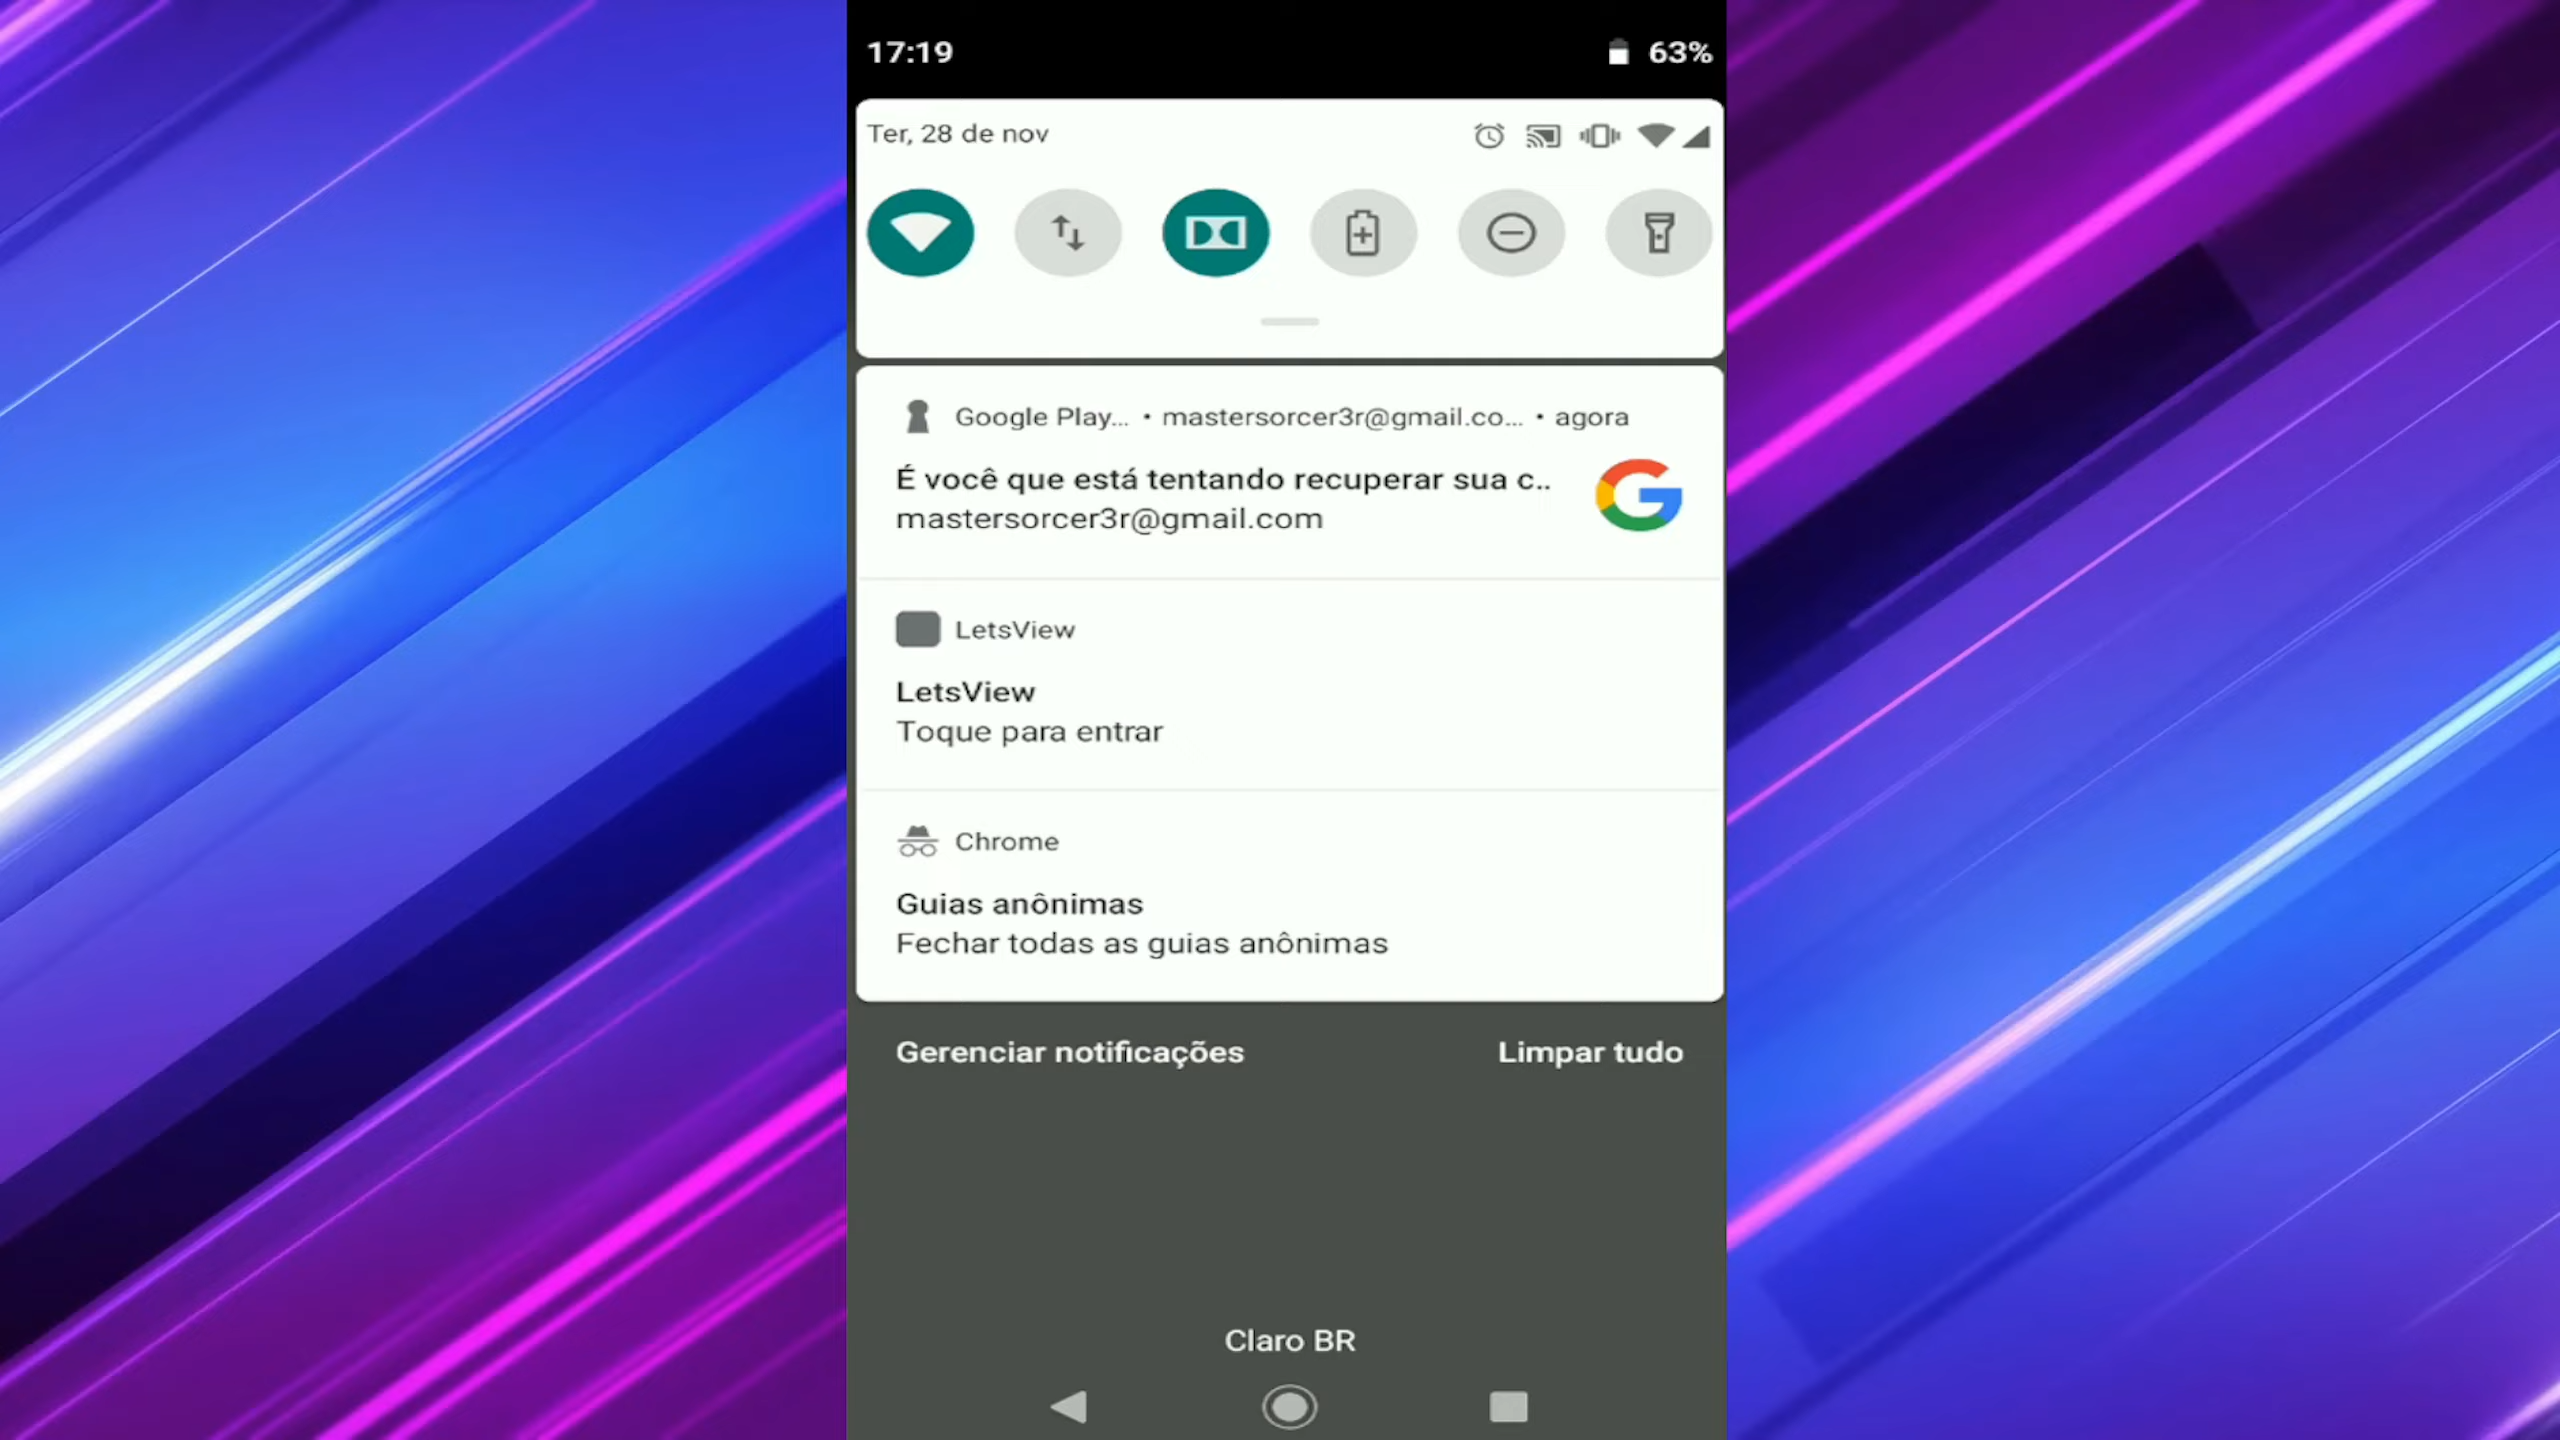 17:19
63%
Ter, 28 de nov
Google Play... • mastersorcer3r@gmail.co... • agora
É você que está tentando recuperar sua c..
mastersorcer3r@gmail.com
LetsView
LetsView
Toque para entrar
Chrome
Guias anônimas
Fechar todas as guias anônimas
Gerenciar notificações
Limpar tudo
Claro BR